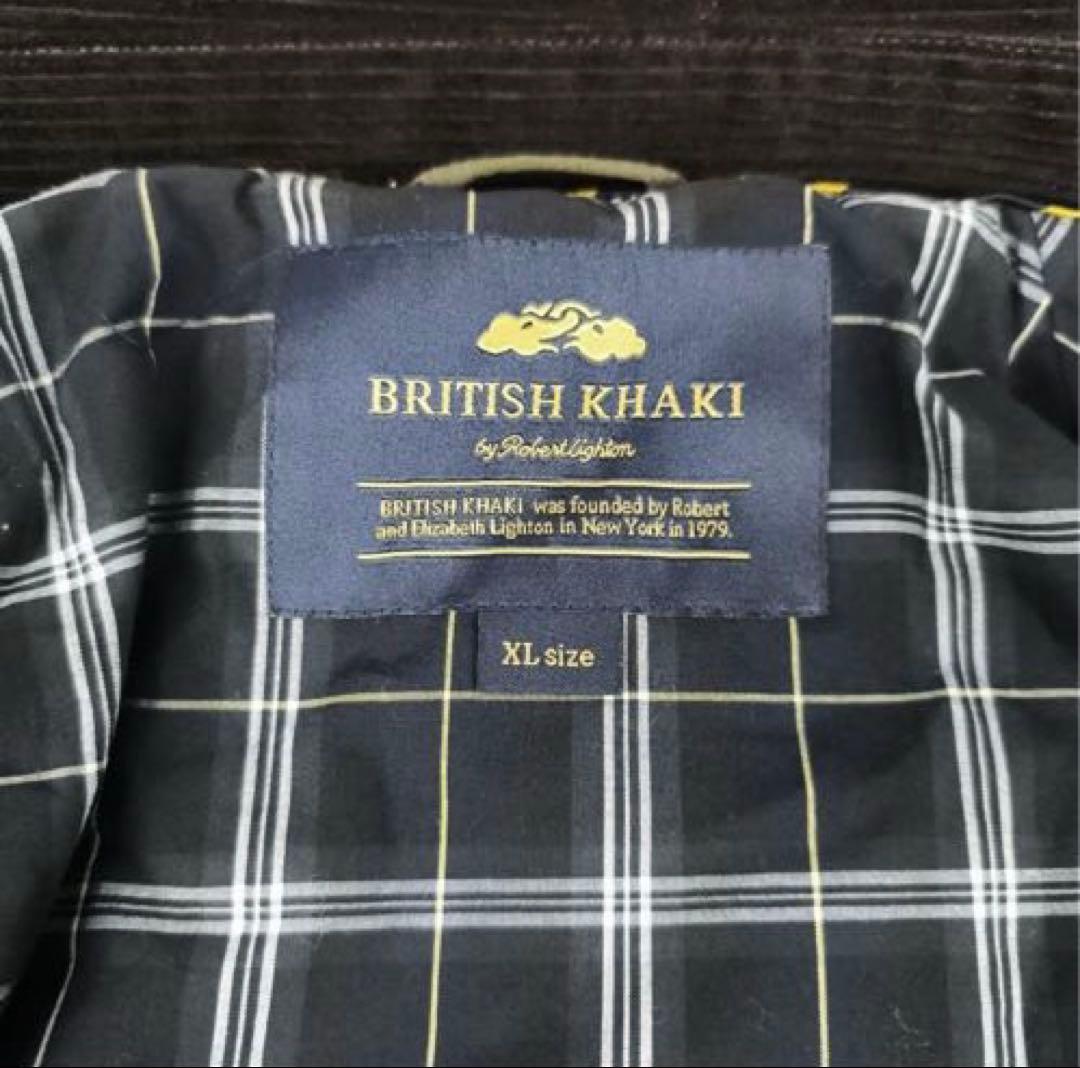 BRITISH KHAKI
by Robert Lighton
BRITISH KHAKI was founded by Robert
and Elizabeth Lighton in New York in 1979.
XL size